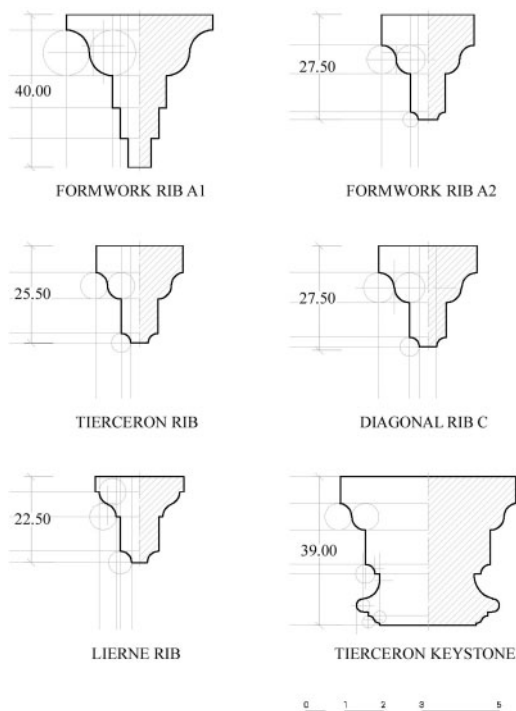 40.00
27.50
FORMWORK RIB A1
FORMWORK RIB A2
25.50
27.50
TIERCERON RIB
DIAGONAL RIB C
22.50
39.00
LIERNE RIB
TIERCERON KEYSTONE
0 1 2 3 5